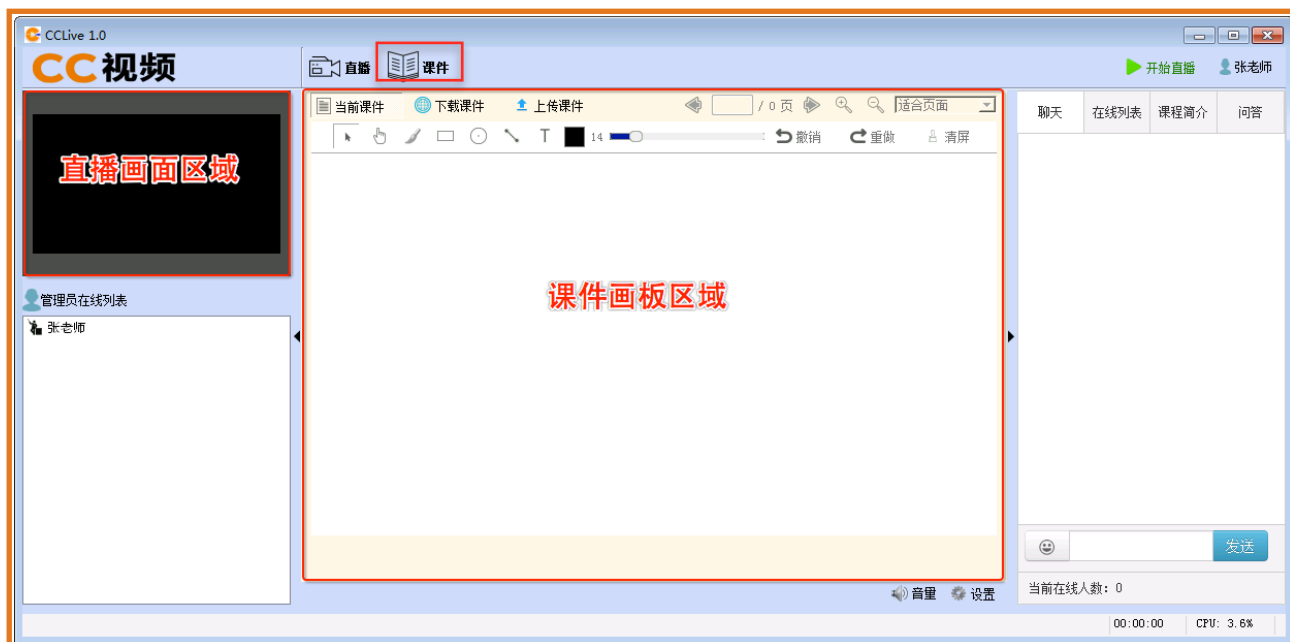 CCLive 1.0
CC视频
直播 课件
开始直播 张老师
直播画面区域
当前课件 下载课件 上传课件 / 0 页 适合页面
T 14 撤销 重做 清屏
课件画板区域
管理员在线列表
张老师
聊天 在线列表 课程简介 问答
发送
当前在线人数: 0
音量 设置
00:00:00 CPU: 3.6%